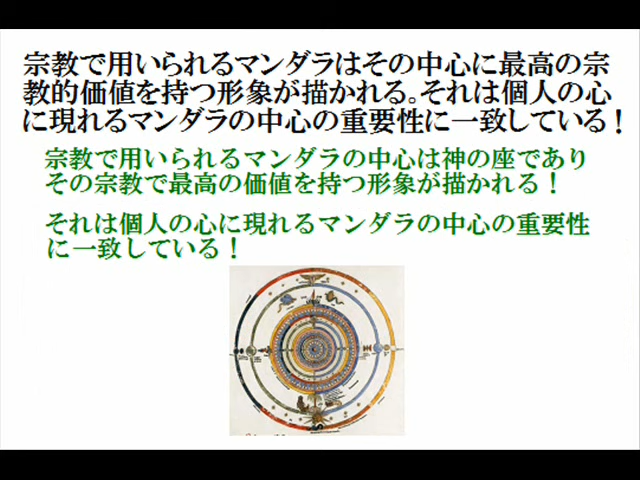 宗教で用いられるマンダラはその中心に最高の宗
教的価値を持つ形象が描かれる。それは個人の心
に現れるマンダラの中心の重要性に一致している！
宗教で用いられるマンダラの中心は神の座であり
その宗教で最高の価値を持つ形象が描かれる！
それは個人の心に現れるマンダラの中心の重要性
に一致している！